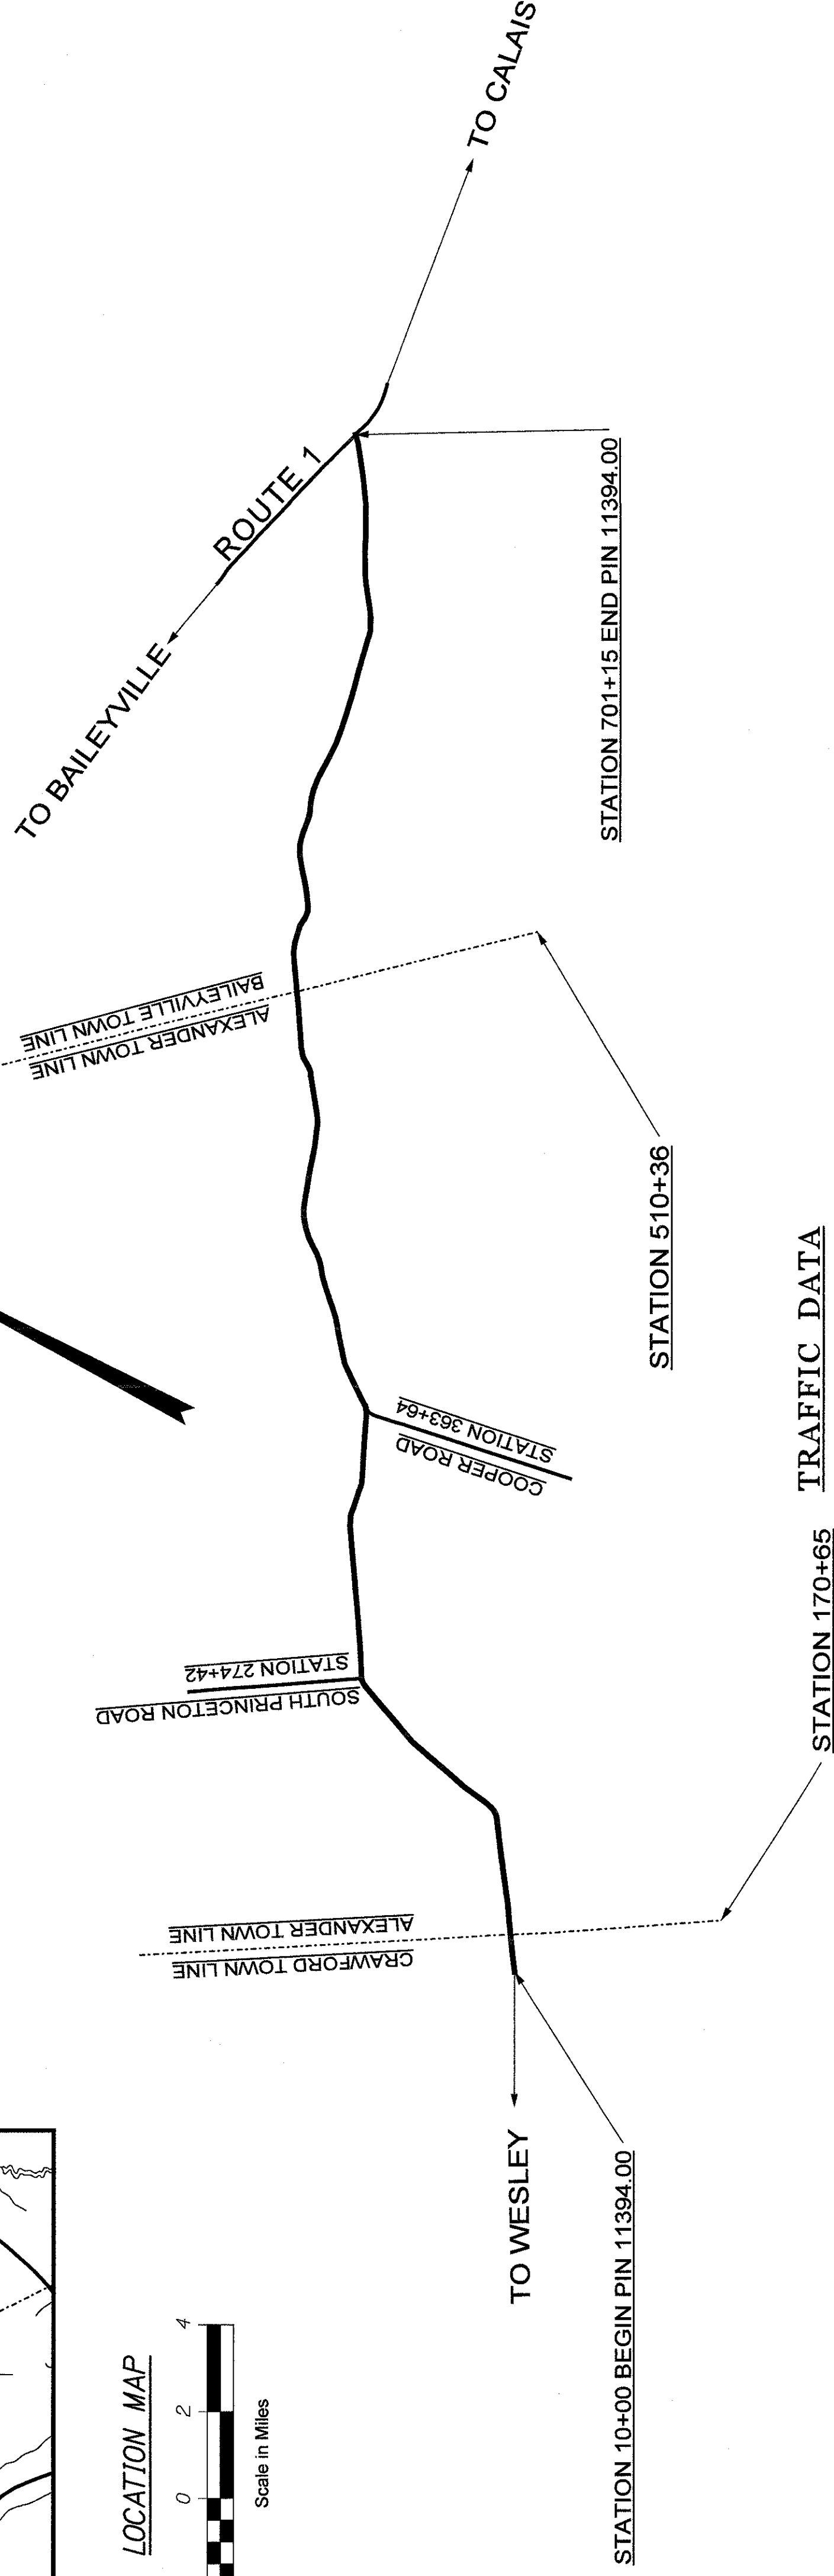 TO CALAIS
ROUTE 1
TO BAILEYVILLE
STATION 701+15 END PIN 11394.00
BAILEYVILLE TOWN LINE
ALEXANDER TOWN LINE
STATION 510+36
TRAFFIC DATA
STATION 363+64
COOPER ROAD
STATION 170+65
STATION 274+42
SOUTH PRINCETON ROAD
ALEXANDER TOWN LINE
CRAWFORD TOWN LINE
TO WESLEY
STATION 10+00 BEGIN PIN 11394.00
LOCATION MAP
0 2 4
Scale in Miles